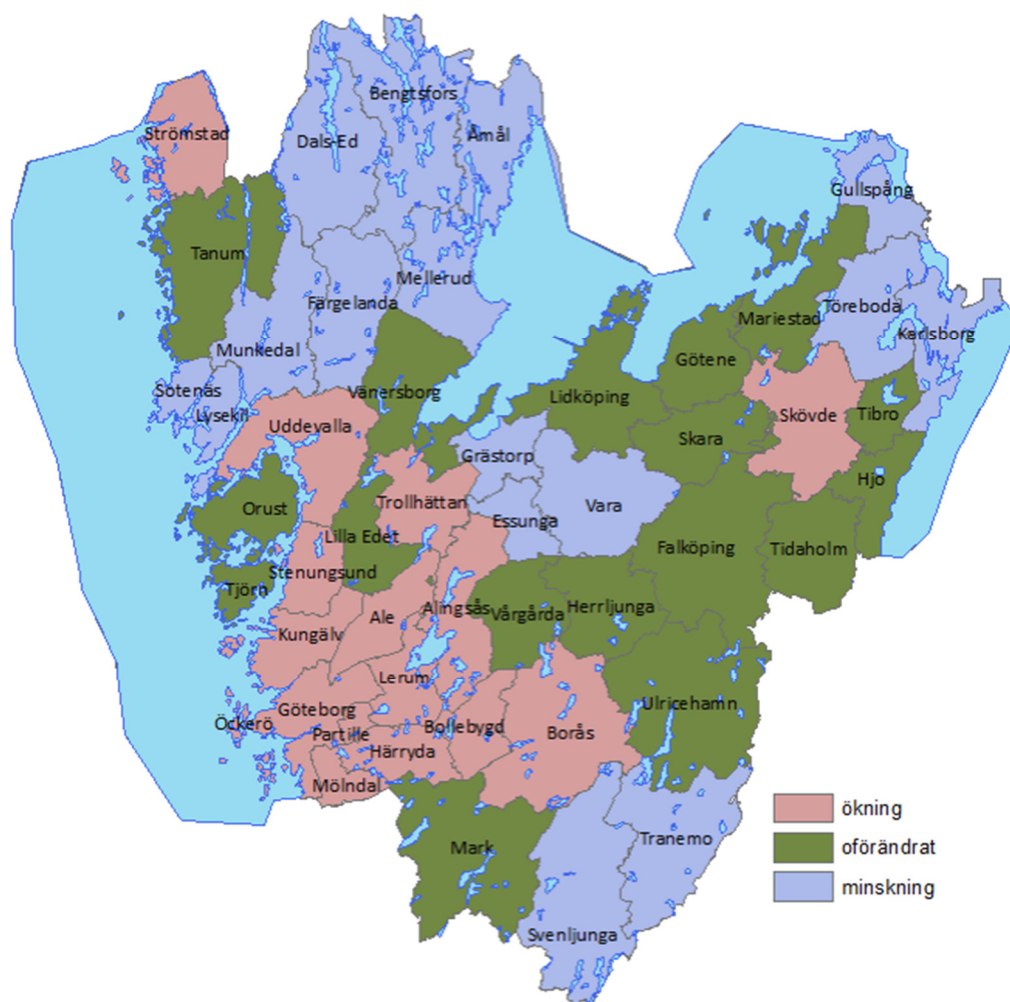 Bengtsfors
Strömstad
Dals-Ed
Åmål
Gullspång
Tanum
Mellerud
Färgelanda
Töreboda
Mariestad
Karlsborg
Munkedal
Götene
Sotenäs
Vänersborg
Lidköping
Lysekil
Skövde
Tibro
Uddevalla
Skara
Grästorp
Hjo
Trollhättan
Vara
Orust
Essunga
Lilla Edet
Falköping
Tidaholm
Stenungsund
Tjörn
Alingsås
Herrljunga
Vårgårda
Ale
Kungälv
Lerum
Ulricehamn
Göteborg
Öckerö
Bollebygd
Borås
Partille
Härryda
Mölndal
ökning
Tranemo
Mark
oförändrat
minskning
Svenljunga